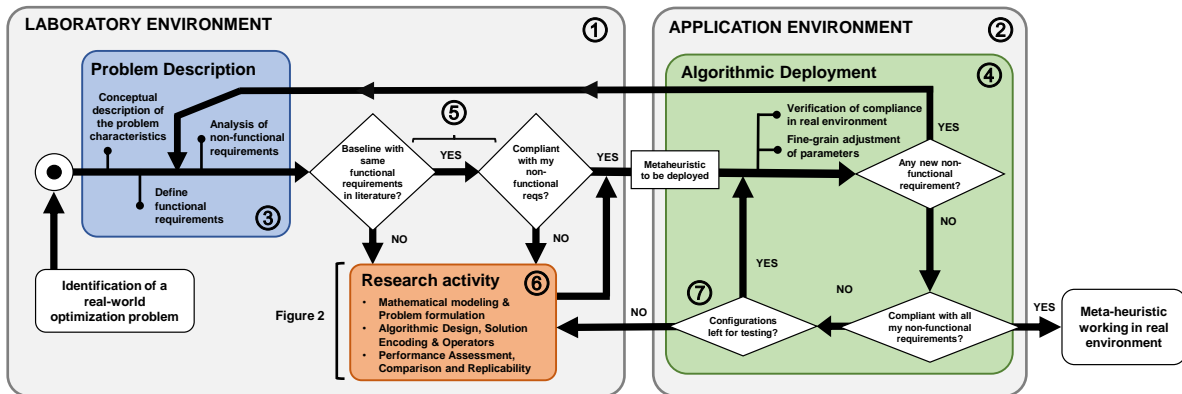 LABORATORY ENVIRONMENT
1
Problem Description
Conceptual
description of
the problem
characteristics
Analysis of
non-functional
requirements
Define
functional
requirements
3
Identification of a
real-world
optimization problem
5
Baseline with
same
functional
requirements
in literature?
YES
Compliant with
my non-
functional
reqs?
YES
NO
NO
Figure 2
Research activity
6
• Mathematical modeling &
Problem formulation
• Algorithmic Design, Solution
Encoding & Operators
• Performance Assessment,
Comparison and Replicability
Metaheuristic
to be deployed
APPLICATION ENVIRONMENT
2
Algorithmic Deployment
4
Verification of compliance
in real environment
Fine-grain adjustment
of parameters
YES
Any new non-
functional
requirement?
NO
YES
7
NO
Configurations
left for testing?
NO
Compliant with all
my non-functional
requirements?
YES
Meta-heuristic
working in real
environment